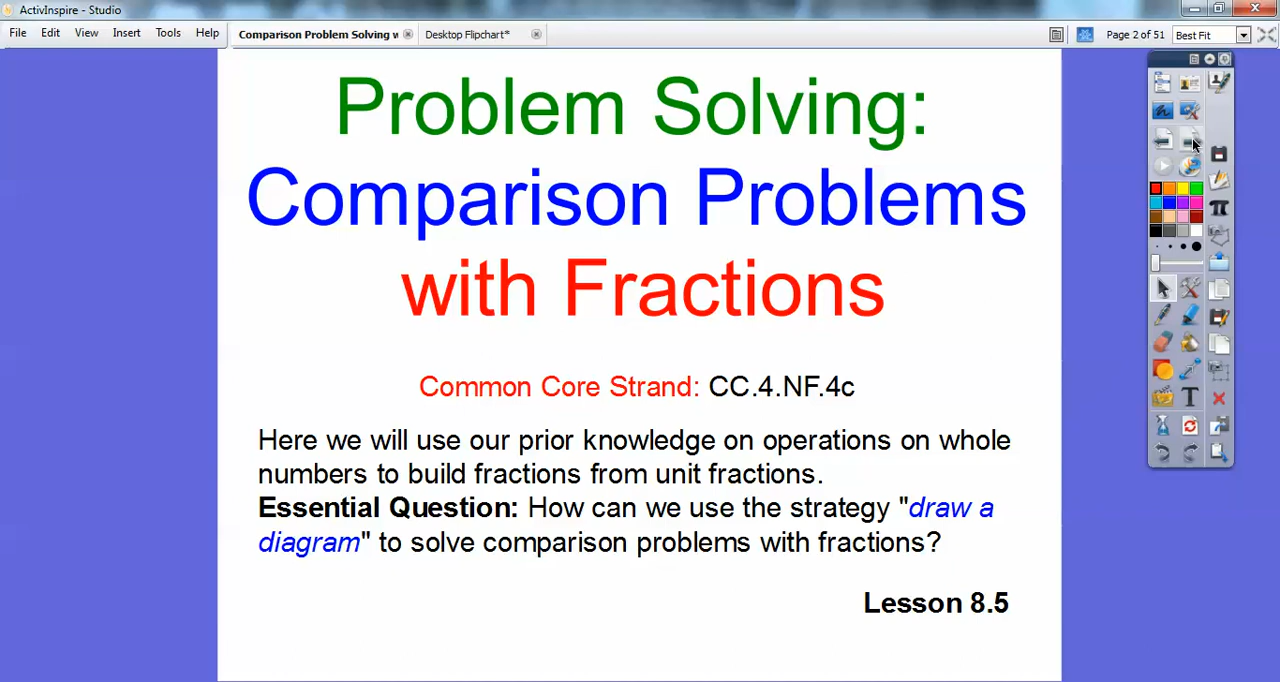 ActivInspire - Studio
File Edit View Insert Tools Help
Comparison Problem Solving w
Desktop Flipchart*
Page 2 of 51
Best Fit
Problem Solving:
Comparison Problems
with Fractions
Common Core Strand: CC.4.NF.4c
Here we will use our prior knowledge on operations on whole
numbers to build fractions from unit fractions.
Essential Question: How can we use the strategy "draw a
diagram" to solve comparison problems with fractions?
Lesson 8.5